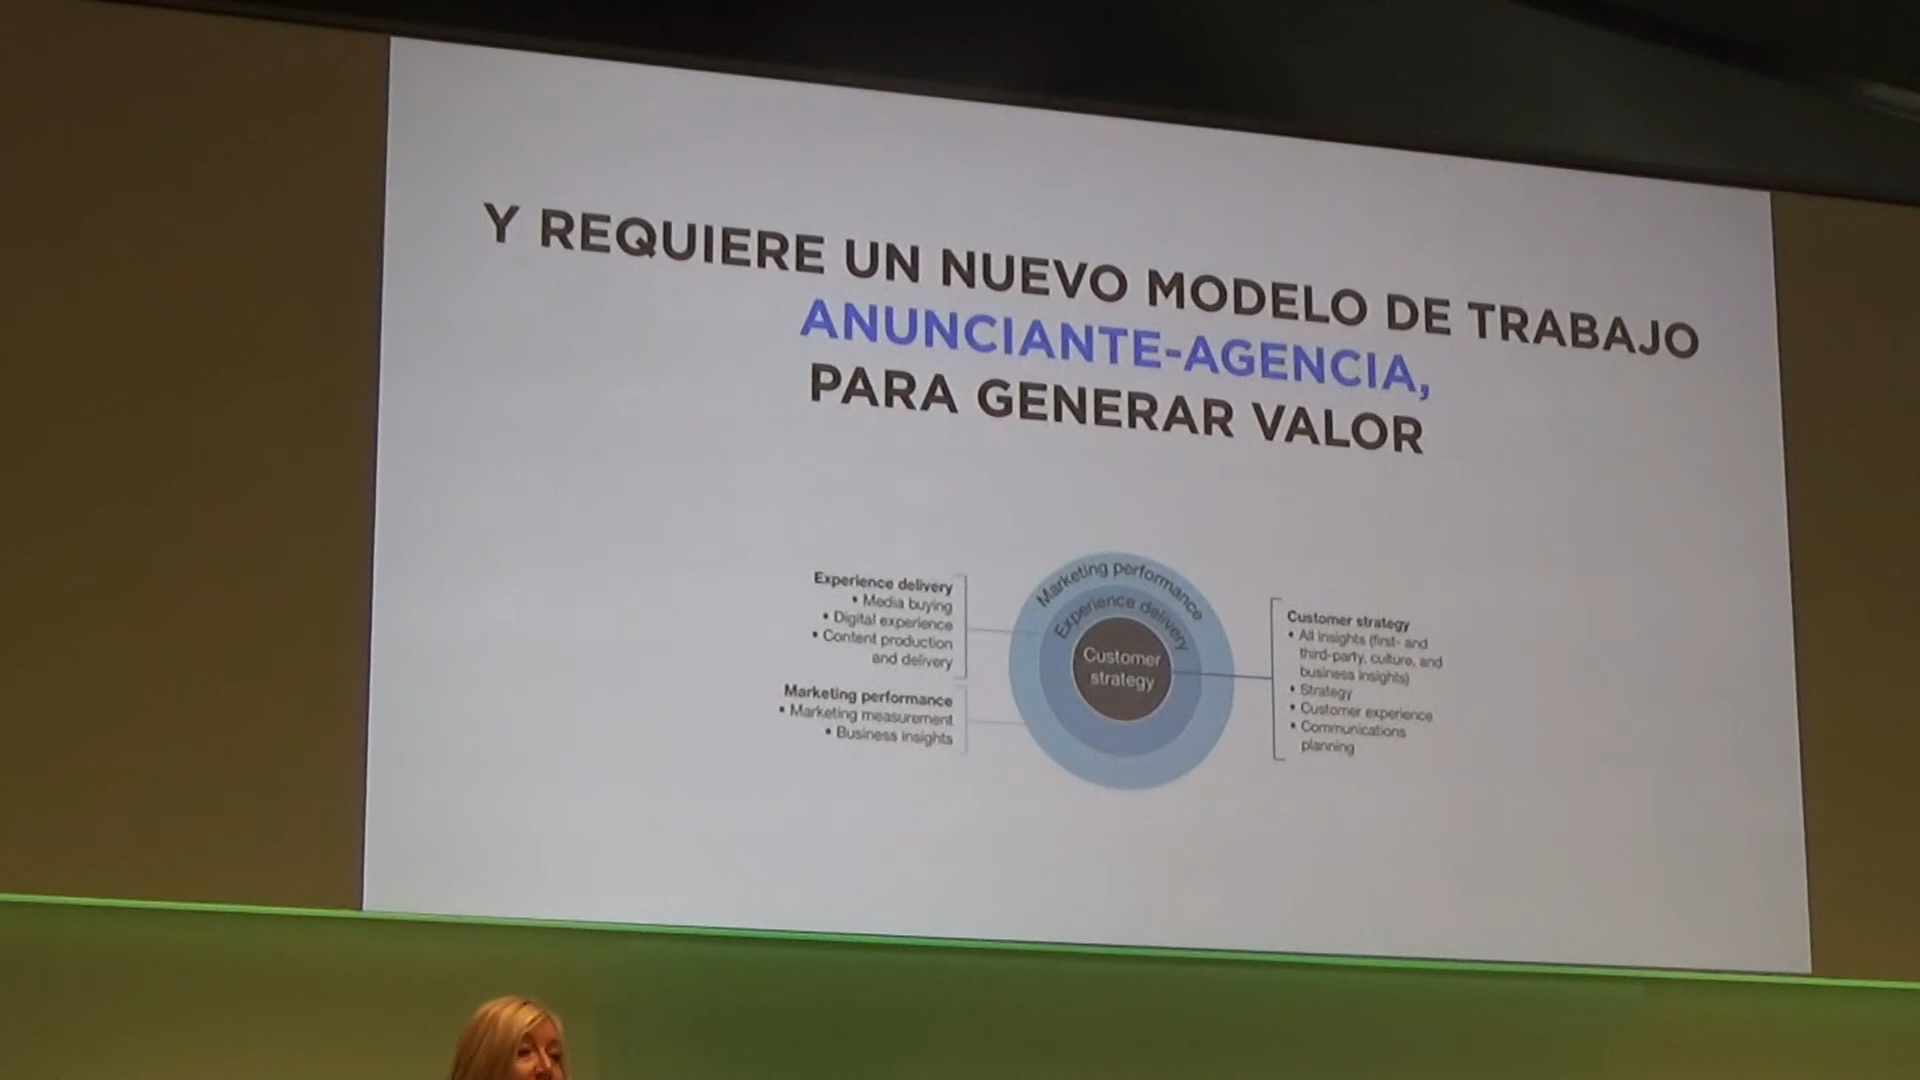 Y REQUIERE UN NUEVO MODELO DE TRABAJO
ANUNCIANTE-AGENCIA,
PARA GENERAR VALOR
Experience delivery
• Media buying
• Digital experience
• Content production
and delivery
Marketing performance
• Marketing measurement
• Business insights
Marketing performance
Experience delivery
Customer
strategy
Customer strategy
• All insights (first- and
third-party, culture, and
business insights)
• Strategy
• Customer experience
• Communications
planning